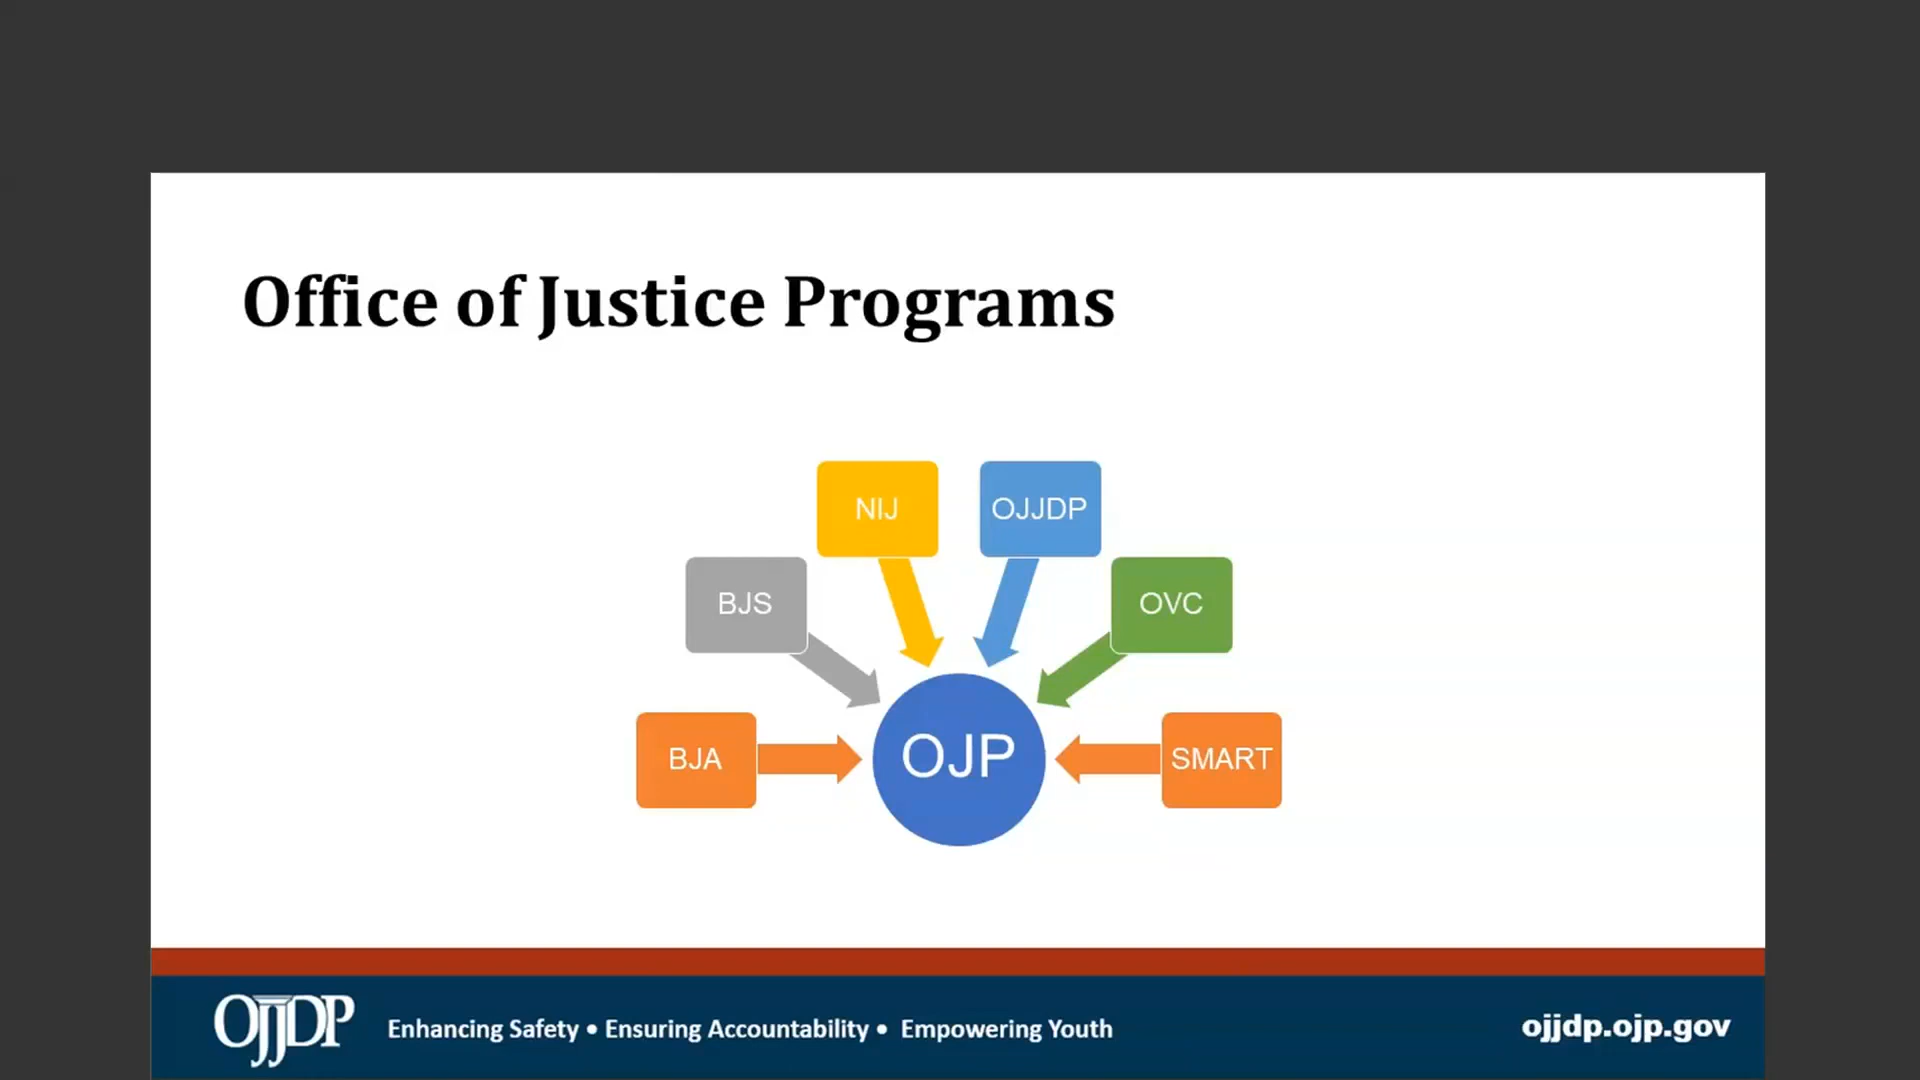 Office of Justice Programs
NIJ
OJJDP
BJS
OVC
BJA
OJP
SMART
OJJDP
Enhancing Safety • Ensuring Accountability • Empowering Youth
ojjdp.ojp.gov